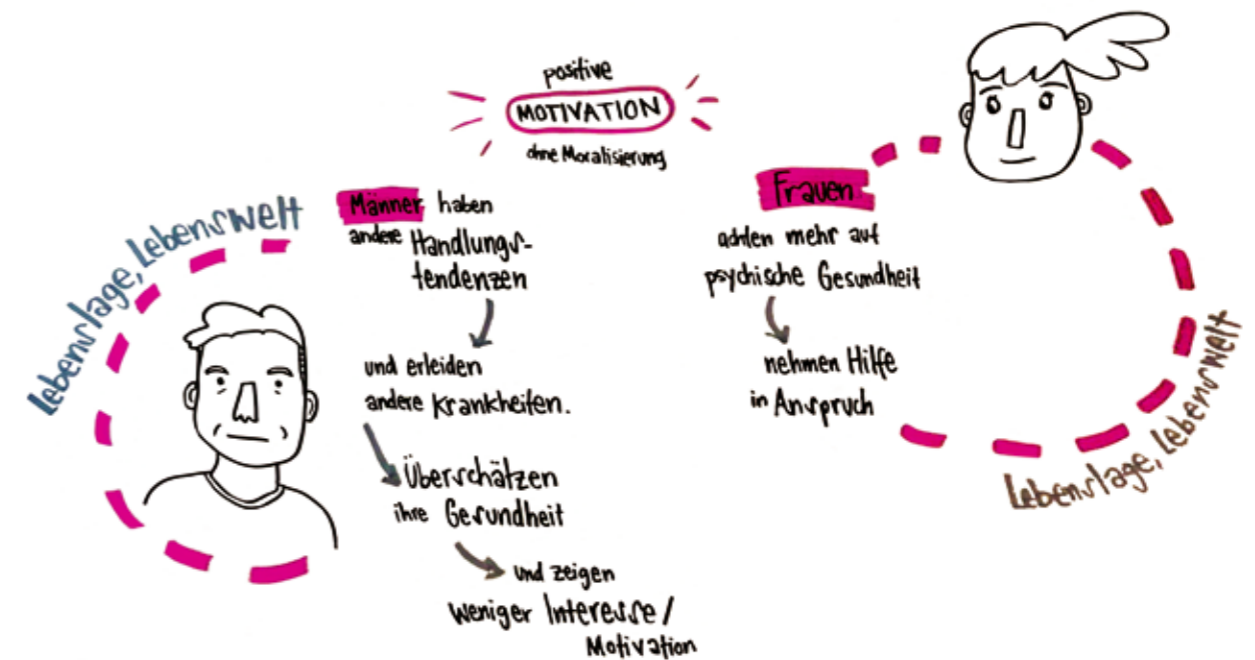 positive
MOTIVATION
ohne Moralisierung
Lebenslage, Lebenswelt
Männer haben
andere Handlungs-
tendenzen
und erleiden
andere Krankheiten.
Überschätzen
ihre Gesundheit
und zeigen
weniger Interesse/
Motivation
Frauen
achten mehr auf
psychische Gesundheit
nehmen Hilfe
in Anspruch
Lebenslage, Lebenswelt